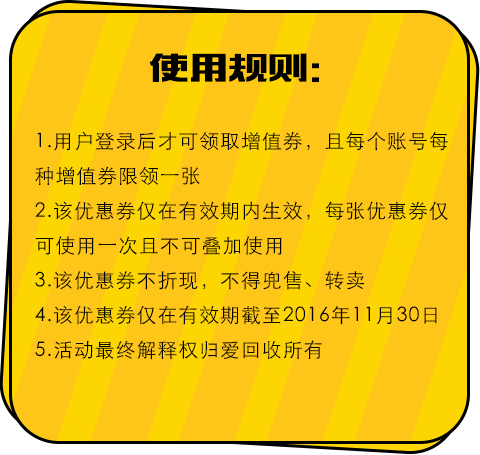 使用规则:
1.用户登录后才可领取增值券，且每个账号每
种增值券限领一张
2.该优惠券仅在有效期内生效，每张优惠券仅
可使用一次且不可叠加使用
3.该优惠券不折现，不得兜售、转卖
4.该优惠券仅在有效期截至2016年11月30日
5.活动最终解释权归爱回收所有